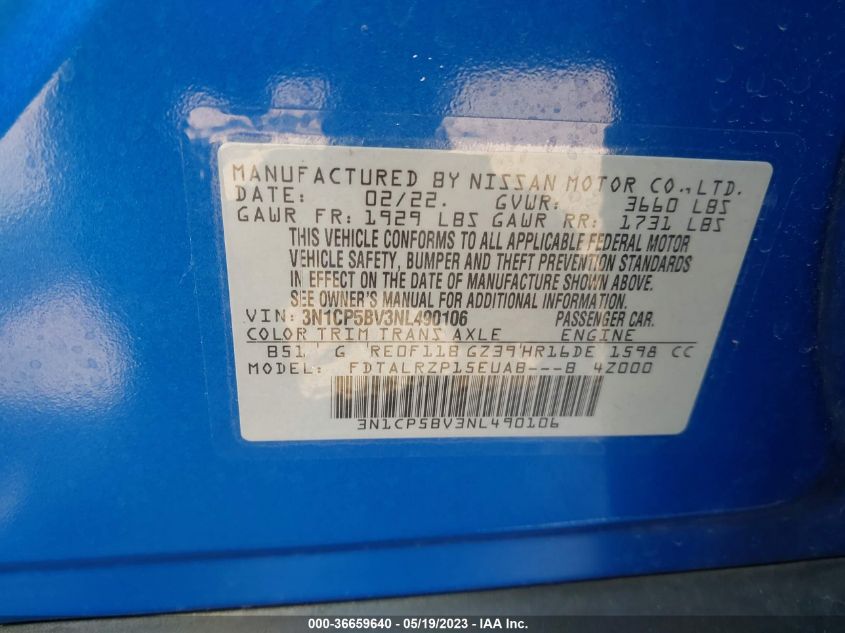 MANUFACTURED BY NISSAN MOTOR CO.,LTD.
DATE: 02/22. GVWR: 3660 LBS
GAWR FR: 1929 LBS GAWR RR: 1731 LBS
THIS VEHICLE CONFORMS TO ALL APPLICABLE FEDERAL MOTOR
VEHICLE SAFETY, BUMPER AND THEFT PREVENTION STANDARDS
IN EFFECT ON THE DATE OF MANUFACTURE SHOWN ABOVE.
SEE OWNER'S MANUAL FOR ADDITIONAL INFORMATION.
VIN: 3N1CP5BV3NL490106 PASSENGER CAR.
COLOR TRIM TRANS AXLE ENGINE
B51 ' G ' RE0F11B GZ39'HR16DE 1598 CC
MODEL: FDTALRZP15EUAB---B 4Z000
3N1CP5BV3NL490106
000-36659640 - 05/19/2023 - IAA Inc.